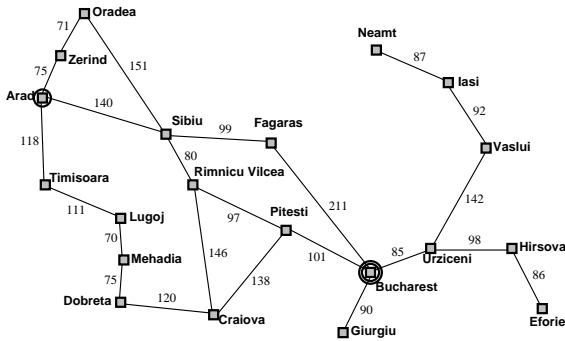 Oradea
71
Neamt
Zerind
87
75
151
Iasi
Arad
140
92
Sibiu
Fagaras
99
118
80
Vaslui
Timisoara
Rimnicu Vilcea
111
211
142
Lugoj
97
Pitesti
70
98
Hirsova
146
101
85
Mehadia
Urziceni
75
138
86
Bucharest
Dobreta
120
90
Craiova
Eforie
Giurgiu